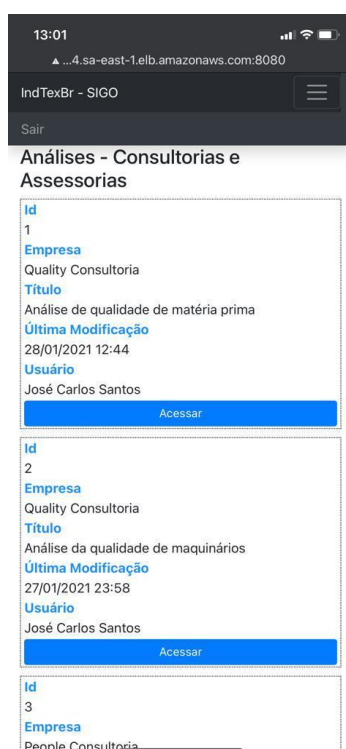 13:01
▲ ...4.sa-east-1.elb.amazonaws.com:8080
IndTexBr - SIGO
Sair
Análises - Consultorias e
Assessorias
Id
1
Empresa
Quality Consultoria
Título
Análise de qualidade de matéria prima
Última Modificação
28/01/2021 12:44
Usuário
José Carlos Santos
Acessar
Id
2
Empresa
Quality Consultoria
Título
Análise da qualidade de maquinários
Última Modificação
27/01/2021 23:58
Usuário
José Carlos Santos
Acessar
Id
3
Empresa
People Consultoria